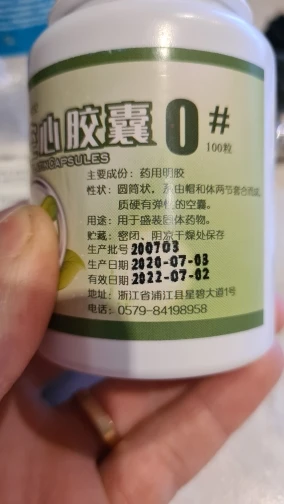 心胶囊 0#
100粒
CAPSULES
主要成份：药用明胶
性状：圆筒状，系由帽和体两节套合而成，
质硬有弹性的空囊。
用途：用于盛装固体药物。
贮藏：密闭、阴凉干燥处保存
生产批号 200703
生产日期 2020-07-03
有效日期 2022-07-02
地址：浙江省浦江县星碧大道1号
电话：0579-84198958